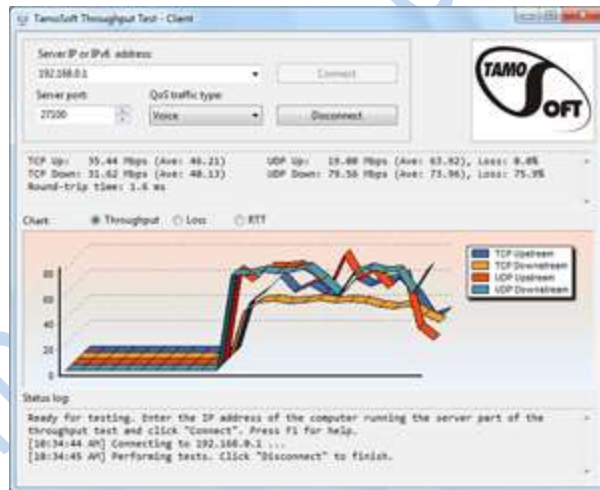 TamoSoft Throughput Test - Client
Server IP or IPv6 address:
192.168.0.1
Connect
Server port:
QoS traffic type:
27100
Voice
Disconnect
TAMO
SOFT
TCP Up: 35.44 Mbps (Ave: 46.21)
UDP Up: 19.00 Mbps (Ave: 63.92), Loss: 0.0%
TCP Down: 31.62 Mbps (Ave: 40.13)
UDP Down: 79.56 Mbps (Ave: 73.96), Loss: 75.9%
Round-trip time: 1.6 ms
Chart:
Throughput
Loss
RTT
80
60
40
20
0
TCP Upstream
TCP Downstream
UDP Upstream
UDP Downstream
Status log:
Ready for testing. Enter the IP address of the computer running the server part of the
throughput test and click "Connect". Press F1 for help.
[10:34:44 AM] Connecting to 192.168.0.1 ...
[10:34:45 AM] Performing tests. Click "Disconnect" to finish.